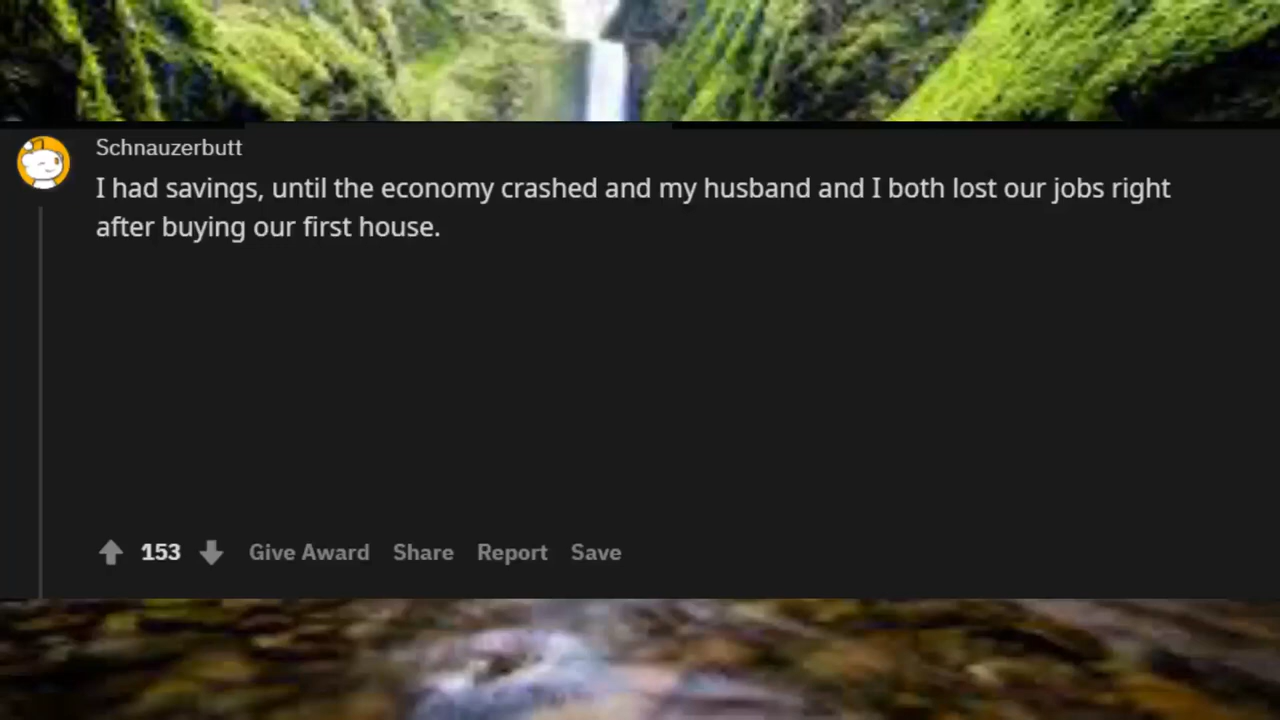 Schnauzerbutt
I had savings, until the economy crashed and my husband and I both lost our jobs right
after buying our first house.
153 Give Award Share Report Save